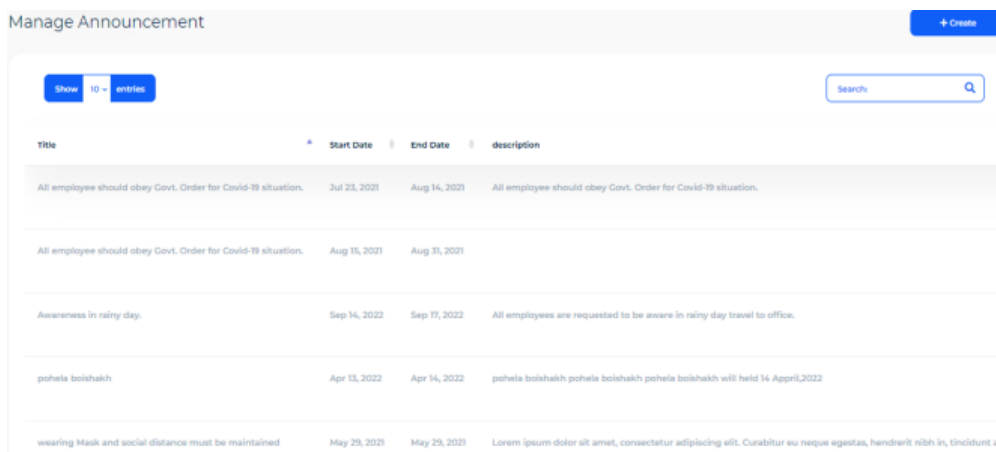 Manage Announcement
+ Create
Show 10 entries
Search:
Title Start Date End Date description
All employee should obey Govt. Order for Covid-19 situation. Jul 23, 2021 Aug 14, 2021 All employee should obey Govt. Order for Covid-19 situation.
All employee should obey Govt. Order for Covid-19 situation. Aug 15, 2021 Aug 31, 2021
Awareness in rainy day. Sep 14, 2022 Sep 17, 2022 All employees are requested to be aware in rainy day travel to office.
pohela boishakh Apr 13, 2022 Apr 14, 2022 pohela boishakh pohela boishakh pohela boishakh will held 14 Appril,2022
wearing Mask and social distance must be maintained May 29, 2021 May 29, 2021 Lorem ipsum dolor sit amet, consectetur adipiscing elit. Curabitur eu neque egestas, hendrerit nibh in, tincidunt a